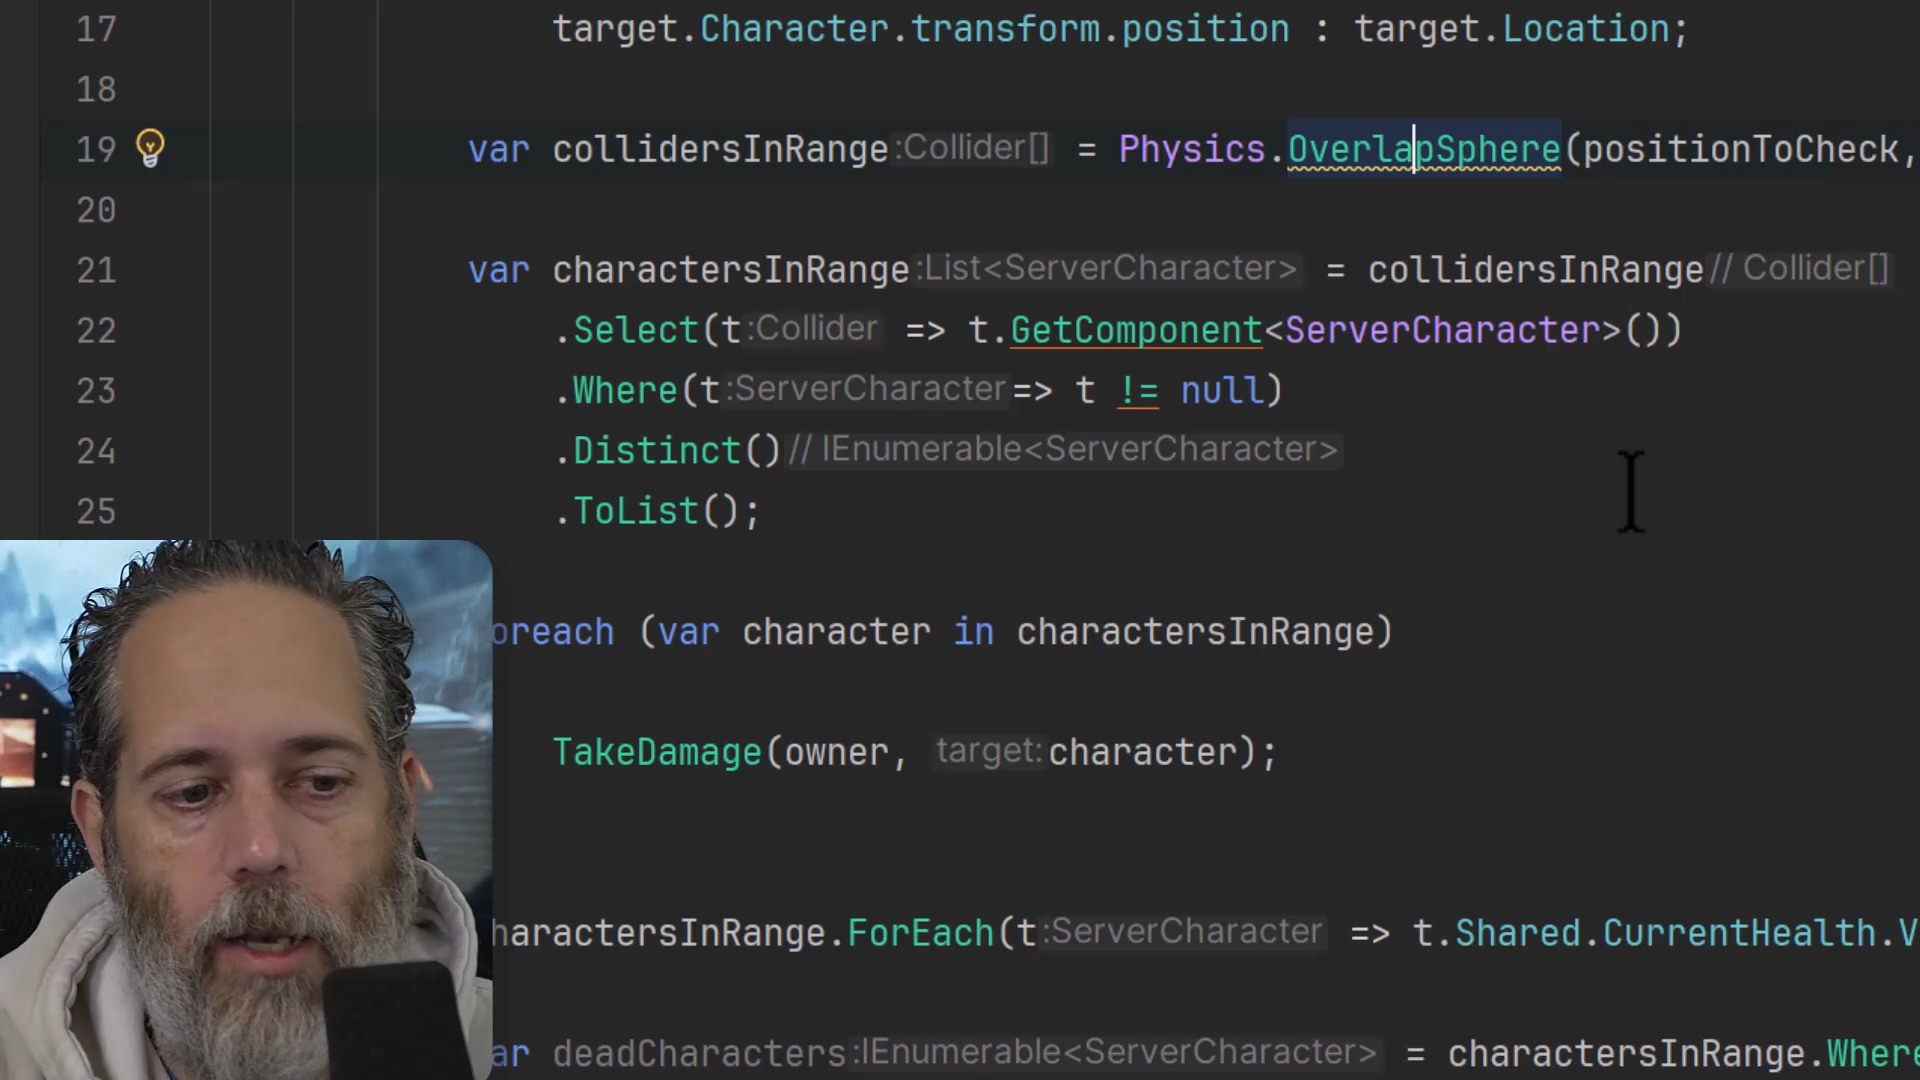 17 target.Character.transform.position : target.Location;
18
19 var collidersInRange :Collider[] = Physics.OverlapSphere(positionToCheck,
20
21 var charactersInRange :List<ServerCharacter> = collidersInRange // Collider[]
22 .Select(t :Collider => t.GetComponent<ServerCharacter>())
23 .Where(t :ServerCharacter => t != null)
24 .Distinct() // IEnumerable<ServerCharacter>
25 .ToList();
oreach (var character in charactersInRange)
TakeDamage(owner, target: character);
haractersInRange.ForEach(t :ServerCharacter => t.Shared.CurrentHealth.V
ar deadCharacters :IEnumerable<ServerCharacter> = charactersInRange.Where